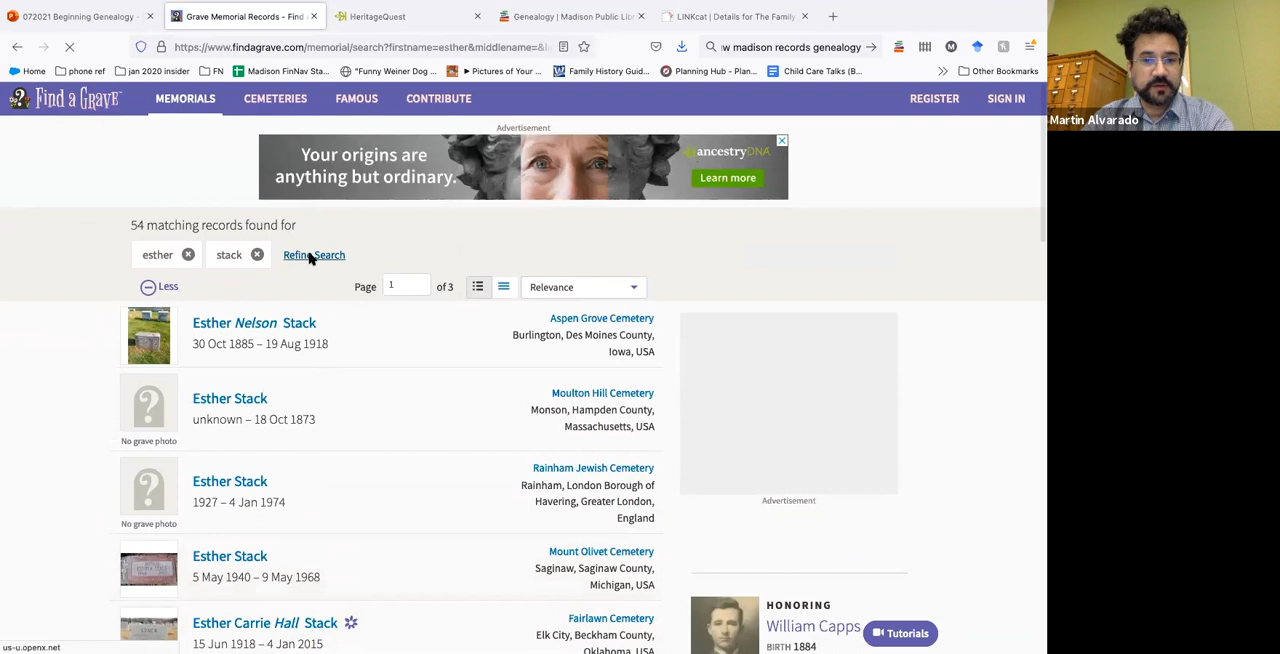 072021 Beginning Genealogy -
Grave Memorial Records - Find
HeritageQuest
Genealogy | Madison Public Libr
LINKcat | Details for The Family
https://www.findagrave.com/memorial/search?firstname=esther&middlename=&l
w madison records genealogy
Home
phone ref
jan 2020 insider
FN
Madison FinNav Sta...
"Funny Weiner Dog ...
Pictures of Your ...
Family History Guid...
Planning Hub - Plan...
Child Care Talks (B...
Other Bookmarks
Martin Alvarado
Find a Grave
MEMORIALS
CEMETERIES
FAMOUS
CONTRIBUTE
REGISTER
SIGN IN
Advertisement
Your origins are
anything but ordinary.
ancestryDNA
Learn more
54 matching records found for
esther
stack
Refine Search
Less
Page 1 of 3
Relevance
Esther Nelson Stack
30 Oct 1885 – 19 Aug 1918
Aspen Grove Cemetery
Burlington, Des Moines County,
Iowa, USA
No grave photo
Esther Stack
unknown – 18 Oct 1873
Moulton Hill Cemetery
Monson, Hampden County,
Massachusetts, USA
No grave photo
Esther Stack
1927 – 4 Jan 1974
Rainham Jewish Cemetery
Rainham, London Borough of
Havering, Greater London,
England
Esther Stack
5 May 1940 – 9 May 1968
Mount Olivet Cemetery
Saginaw, Saginaw County,
Michigan, USA
STACK
Esther Carrie Hall Stack
15 Jun 1918 – 4 Jan 2015
Fairlawn Cemetery
Elk City, Beckham County,
Oklahoma, USA
Advertisement
HONORING
William Capps
BIRTH 1884
Tutorials
us-u.openx.net